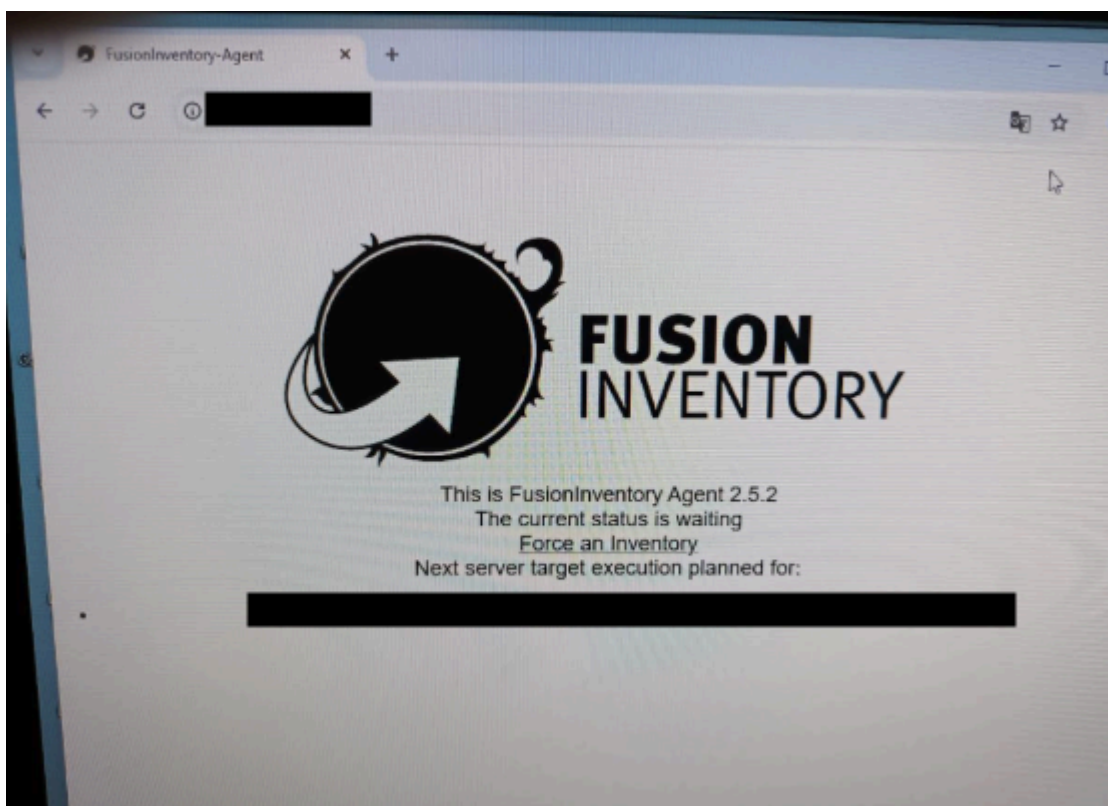 FusionInventory-Agent
FUSION
INVENTORY
This is FusionInventory Agent 2.5.2
The current status is waiting
Force an Inventory
Next server target execution planned for: